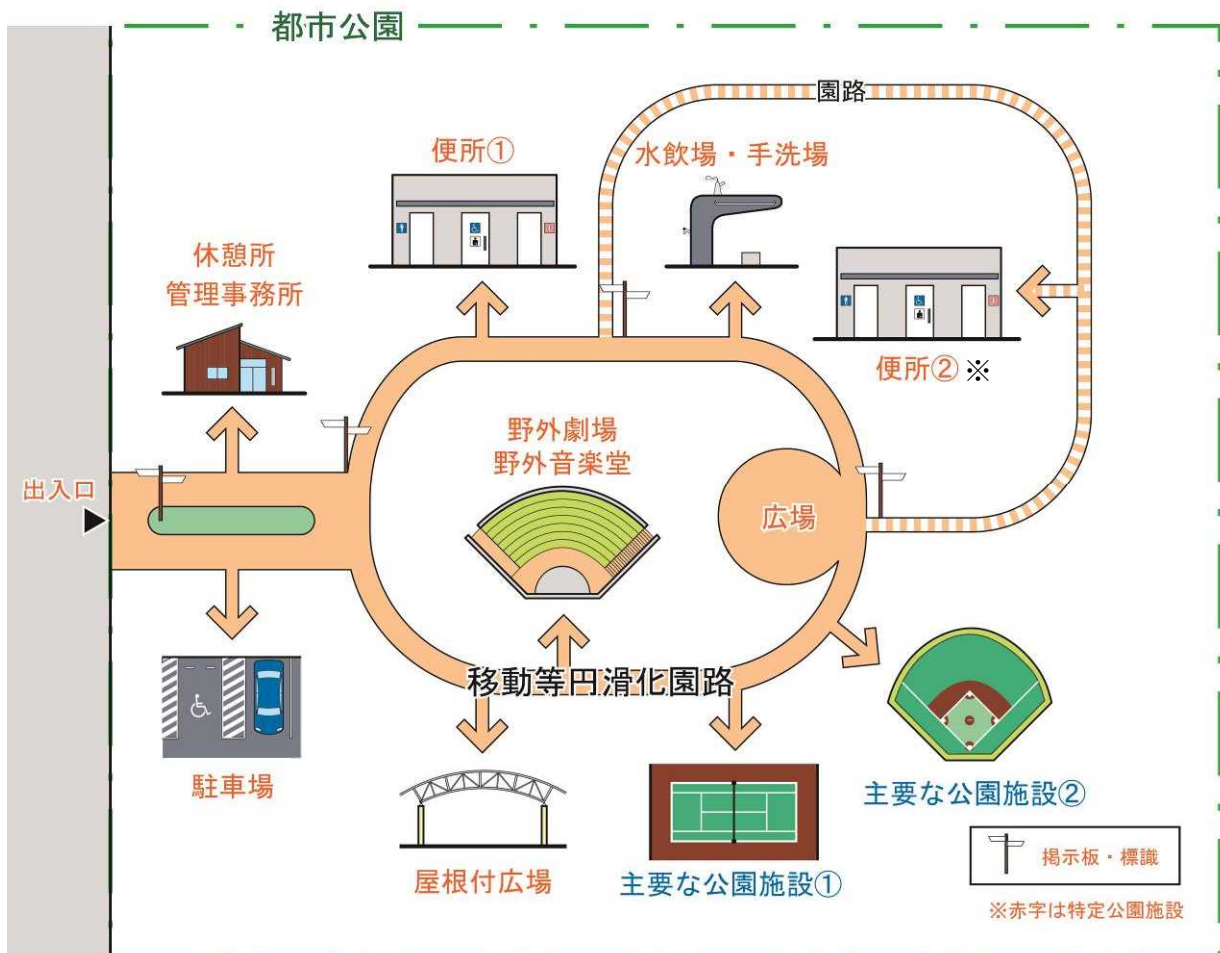 都市公園
園路
便所①
水飲場・手洗場
休憩所
管理事務所
便所②※
野外劇場
野外音楽堂
出入口
広場
移動等円滑化園路
駐車場
主要な公園施設②
屋根付広場
主要な公園施設①
掲示板・標識
※赤字は特定公園施設